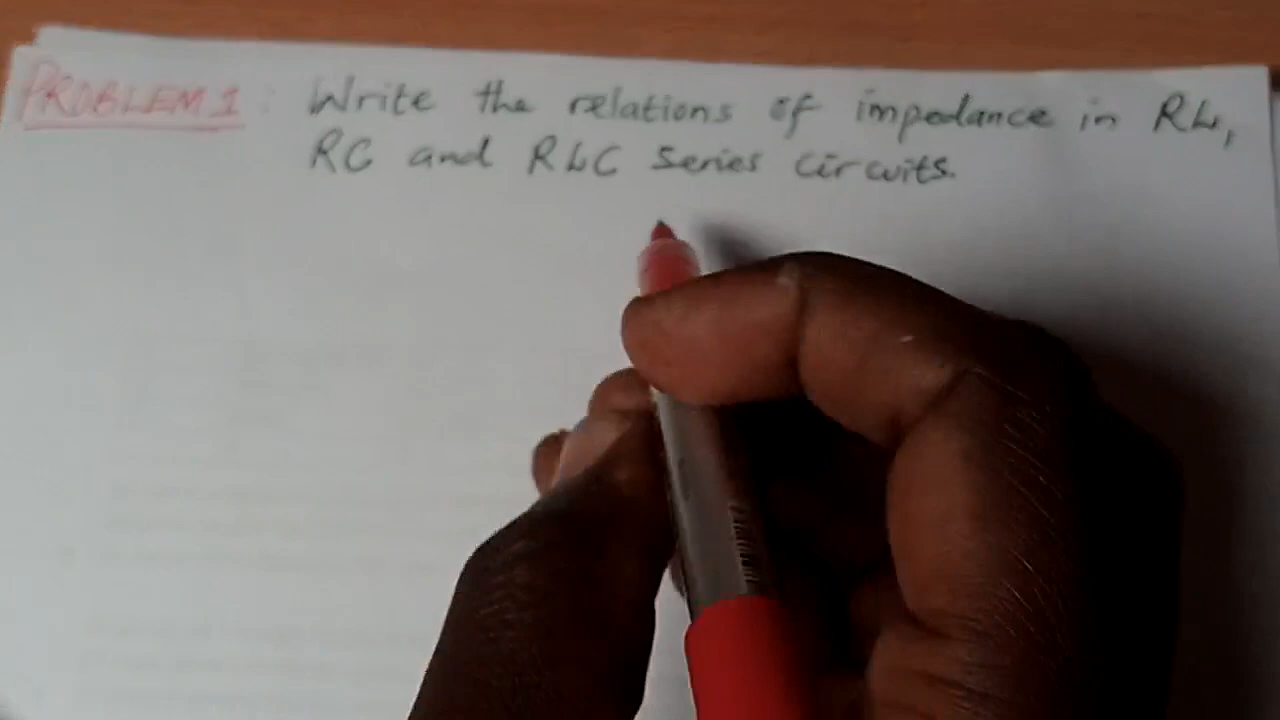 PROBLEM 1 : Write the relations of impedance in RL,
RC and RLC Series Circuits.